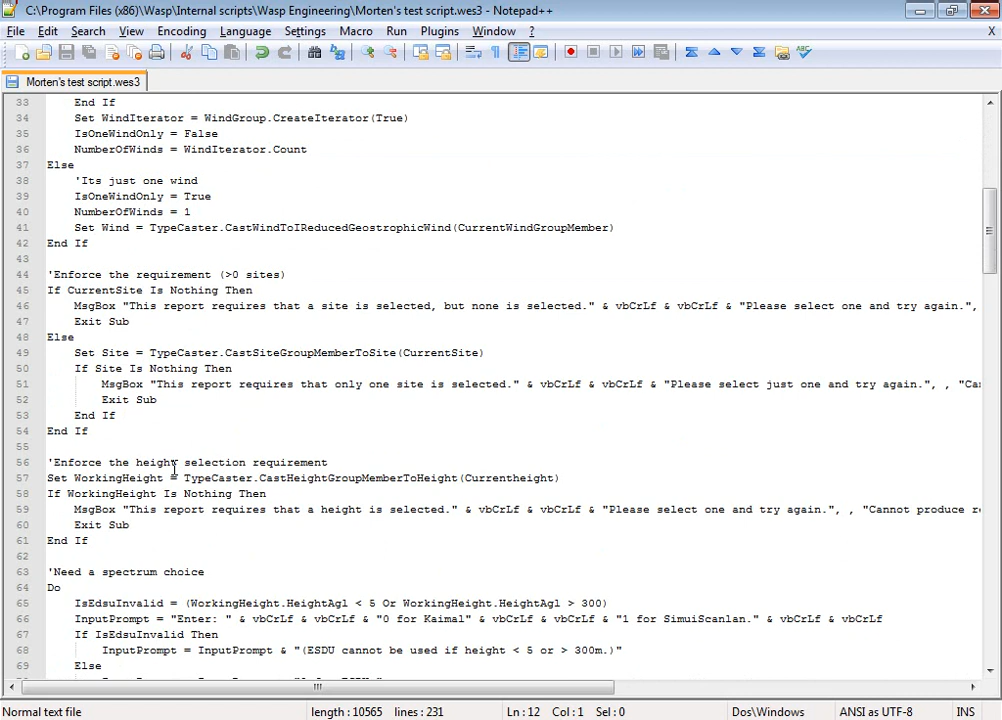 C:\Program Files (x86)\Wasp\Internal scripts\Wasp Engineering\Morten's test script.wes3 - Notepad++
File Edit Search View Encoding Language Settings Macro Run Plugins Window ? X
Morten's test script.wes3
33 End If
34 Set WindIterator = WindGroup.CreateIterator(True)
35 IsOneWindOnly = False
36 NumberOfWinds = WindIterator.Count
37 Else
38 'Its just one wind
39 IsOneWindOnly = True
40 NumberOfWinds = 1
41 Set Wind = TypeCaster.CastWindToIReducedGeostrophicWind(CurrentWindGroupMember)
42 End If
43
44 'Enforce the requirement (>0 sites)
45 If CurrentSite Is Nothing Then
46 MsgBox "This report requires that a site is selected, but none is selected." & vbCrLf & vbCrLf & "Please select one and try again.",
47 Exit Sub
48 Else
49 Set Site = TypeCaster.CastSiteGroupMemberToSite(CurrentSite)
50 If Site Is Nothing Then
51 MsgBox "This report requires that only one site is selected." & vbCrLf & vbCrLf & "Please select just one and try again.", , "Ca
52 Exit Sub
53 End If
54 End If
55
56 'Enforce the height selection requirement
57 Set WorkingHeight = TypeCaster.CastHeightGroupMemberToHeight(Currentheight)
58 If WorkingHeight Is Nothing Then
59 MsgBox "This report requires that a height is selected." & vbCrLf & vbCrLf & "Please select one and try again.", , "Cannot produce re
60 Exit Sub
61 End If
62
63 'Need a spectrum choice
64 Do
65 IsEdsuInvalid = (WorkingHeight.HeightAgl < 5 Or WorkingHeight.HeightAgl > 300)
66 InputPrompt = "Enter: " & vbCrLf & vbCrLf & "0 for Kaimal" & vbCrLf & vbCrLf & "1 for SimuiScanlan." & vbCrLf & vbCrLf
67 If IsEdsuInvalid Then
68 InputPrompt = InputPrompt & "(ESDU cannot be used if height < 5 or > 300m.)"
69 Else
Normal text file length : 10565 lines : 231 Ln : 12 Col : 1 Sel : 0 Dos\Windows ANSI as UTF-8 INS